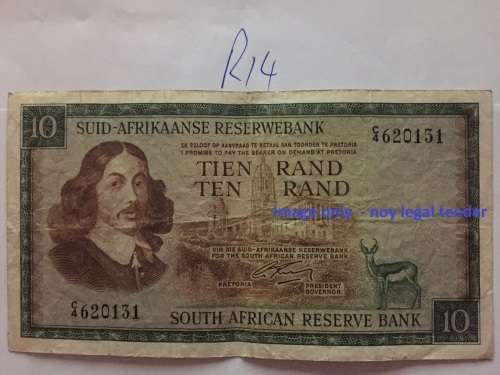 R14
10
SUID-AFRIKAANSE RESERWEBANK
EK BELOOF OM AANVRAAG TE BETAAL AAN TOONDER TE PRETORIA
I PROMISE TO PAY THE BEARER ON DEMAND AT PRETORIA
C/4 620131
TIEN RAND
TEN RAND
image only - noy legal tender
VIR DIE SUID-AFRIKAANSE RESERWEBANK
FOR THE SOUTH AFRICAN RESERVE BANK
PRETORIA
PRESIDENT
GOVERNOR
C/4 620131
SOUTH AFRICAN RESERVE BANK
10